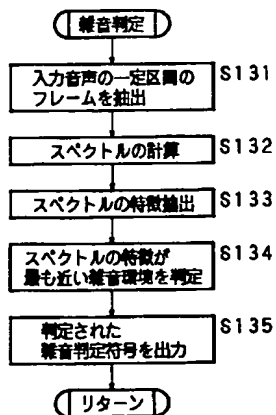 雑音判定
入力音声の一定区間の
フレームを抽出
S131
スペクトルの計算
S132
スペクトルの特徴抽出
S133
スペクトルの特徴が
最も近い雑音環境を判定
S134
判定された
雑音判定符号を出力
S135
リターン